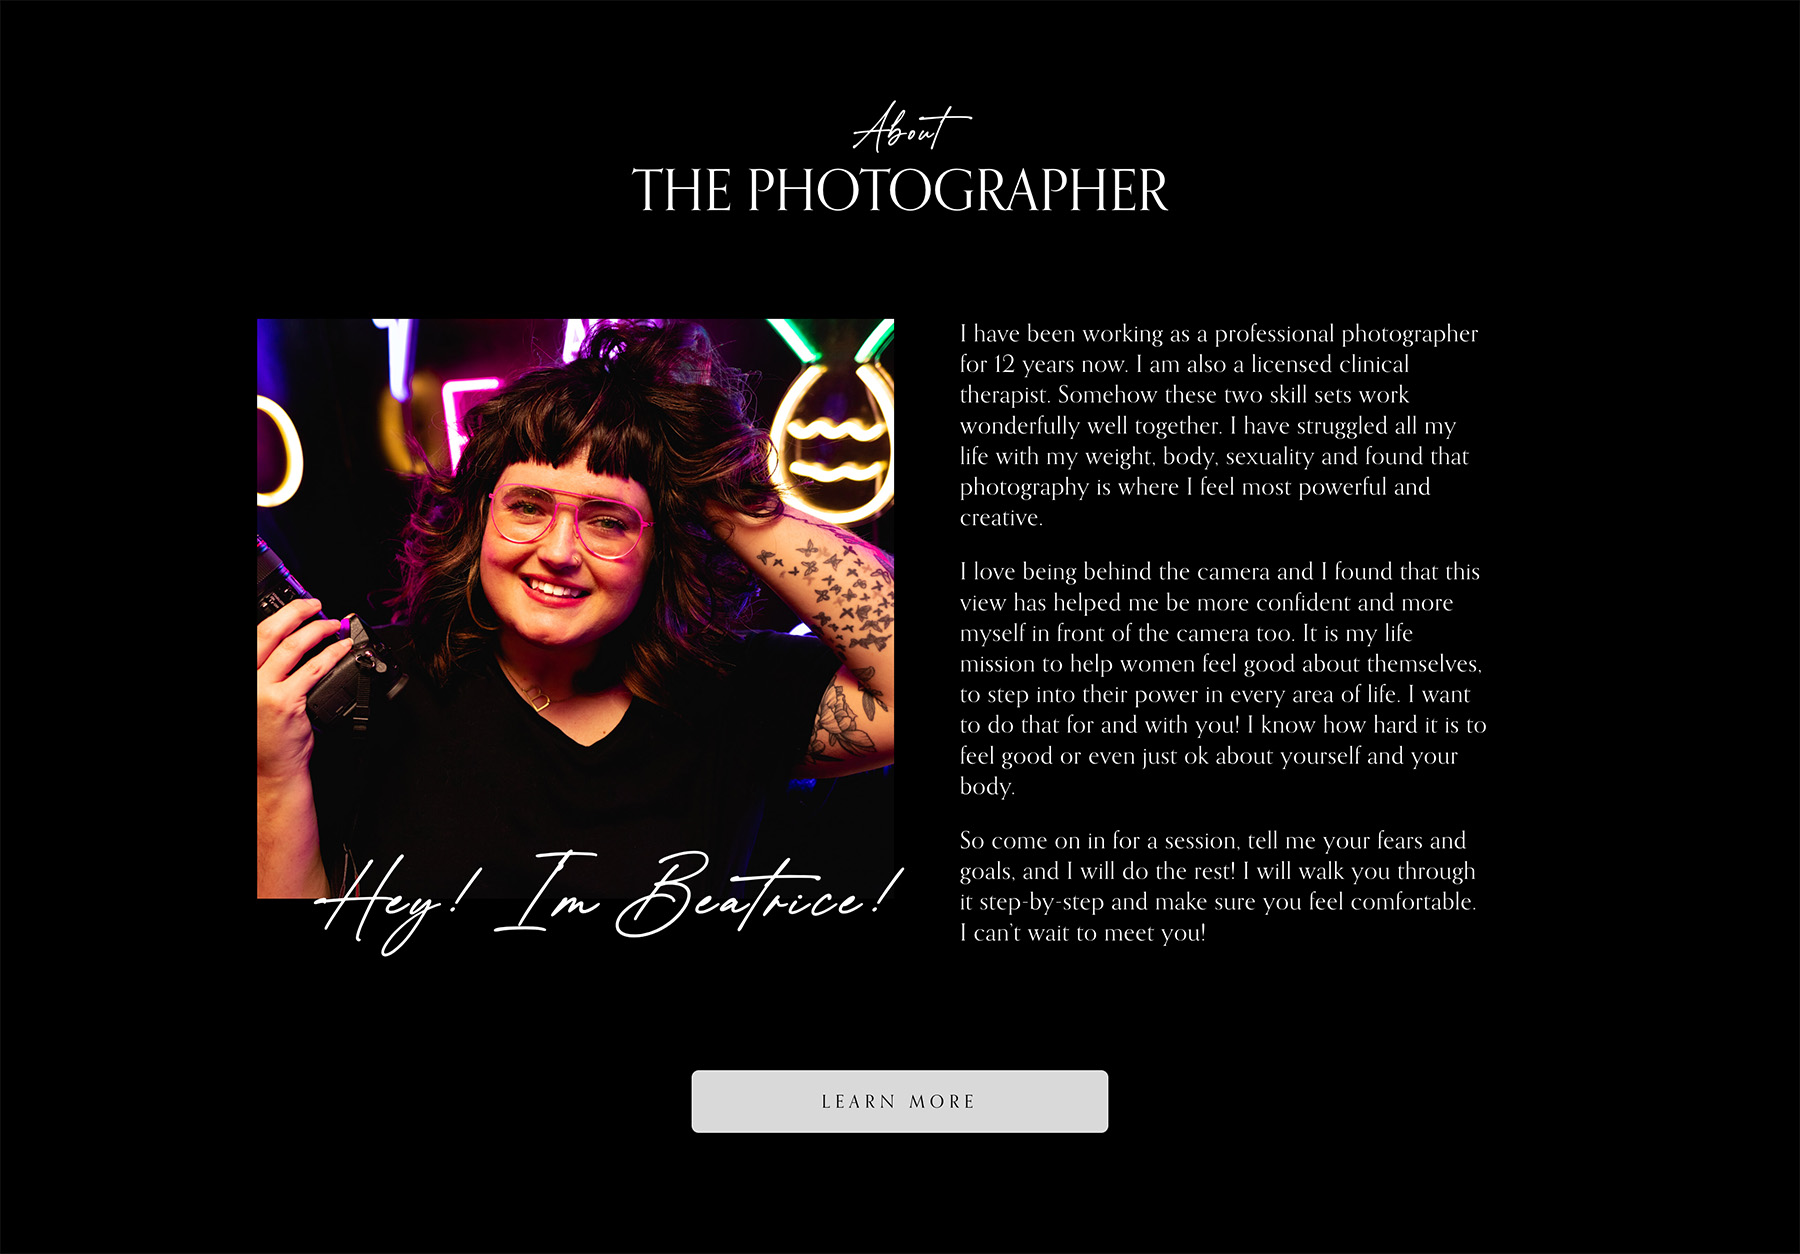 About
THE PHOTOGRAPHER
I have been working as a professional photographer
for 12 years now. I am also a licensed clinical
therapist. Somehow these two skill sets work
wonderfully well together. I have struggled all my
life with my weight, body, sexuality and found that
photography is where I feel most powerful and
creative.
I love being behind the camera and I found that this
view has helped me be more confident and more
myself in front of the camera too. It is my life
mission to help women feel good about themselves,
to step into their power in every area of life. I want
to do that for and with you! I know how hard it is to
feel good or even just ok about yourself and your
body.
So come on in for a session, tell me your fears and
goals, and I will do the rest! I will walk you through
it step-by-step and make sure you feel comfortable.
I can't wait to meet you!
Hey! Im Beatrice!
LEARN MORE